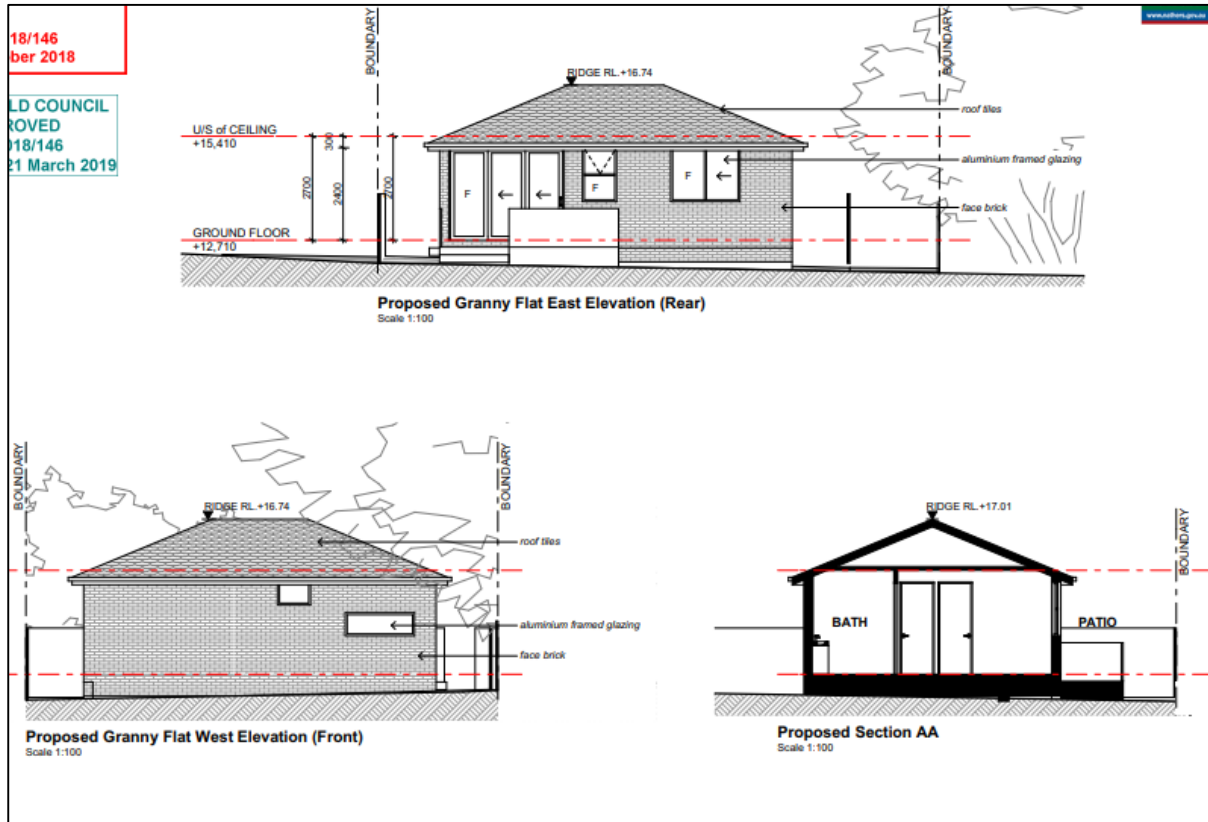 18/146
ber 2018
LD COUNCIL
ROVED
018/146
21 March 2019
www.nathers.gov.au
BOUNDARY
BOUNDARY
RIDGE RL.+16.74
roof tiles
U/S of CEILING
+15,410
aluminium framed glazing
300
2700
2400
2700
F
F
F
face brick
GROUND FLOOR
+12,710
Proposed Granny Flat East Elevation (Rear)
Scale 1:100
BOUNDARY
BOUNDARY
RIDGE RL.+16.74
roof tiles
aluminium framed glazing
face brick
Proposed Granny Flat West Elevation (Front)
Scale 1:100
RIDGE RL.+17.01
BOUNDARY
BATH
PATIO
Proposed Section AA
Scale 1:100